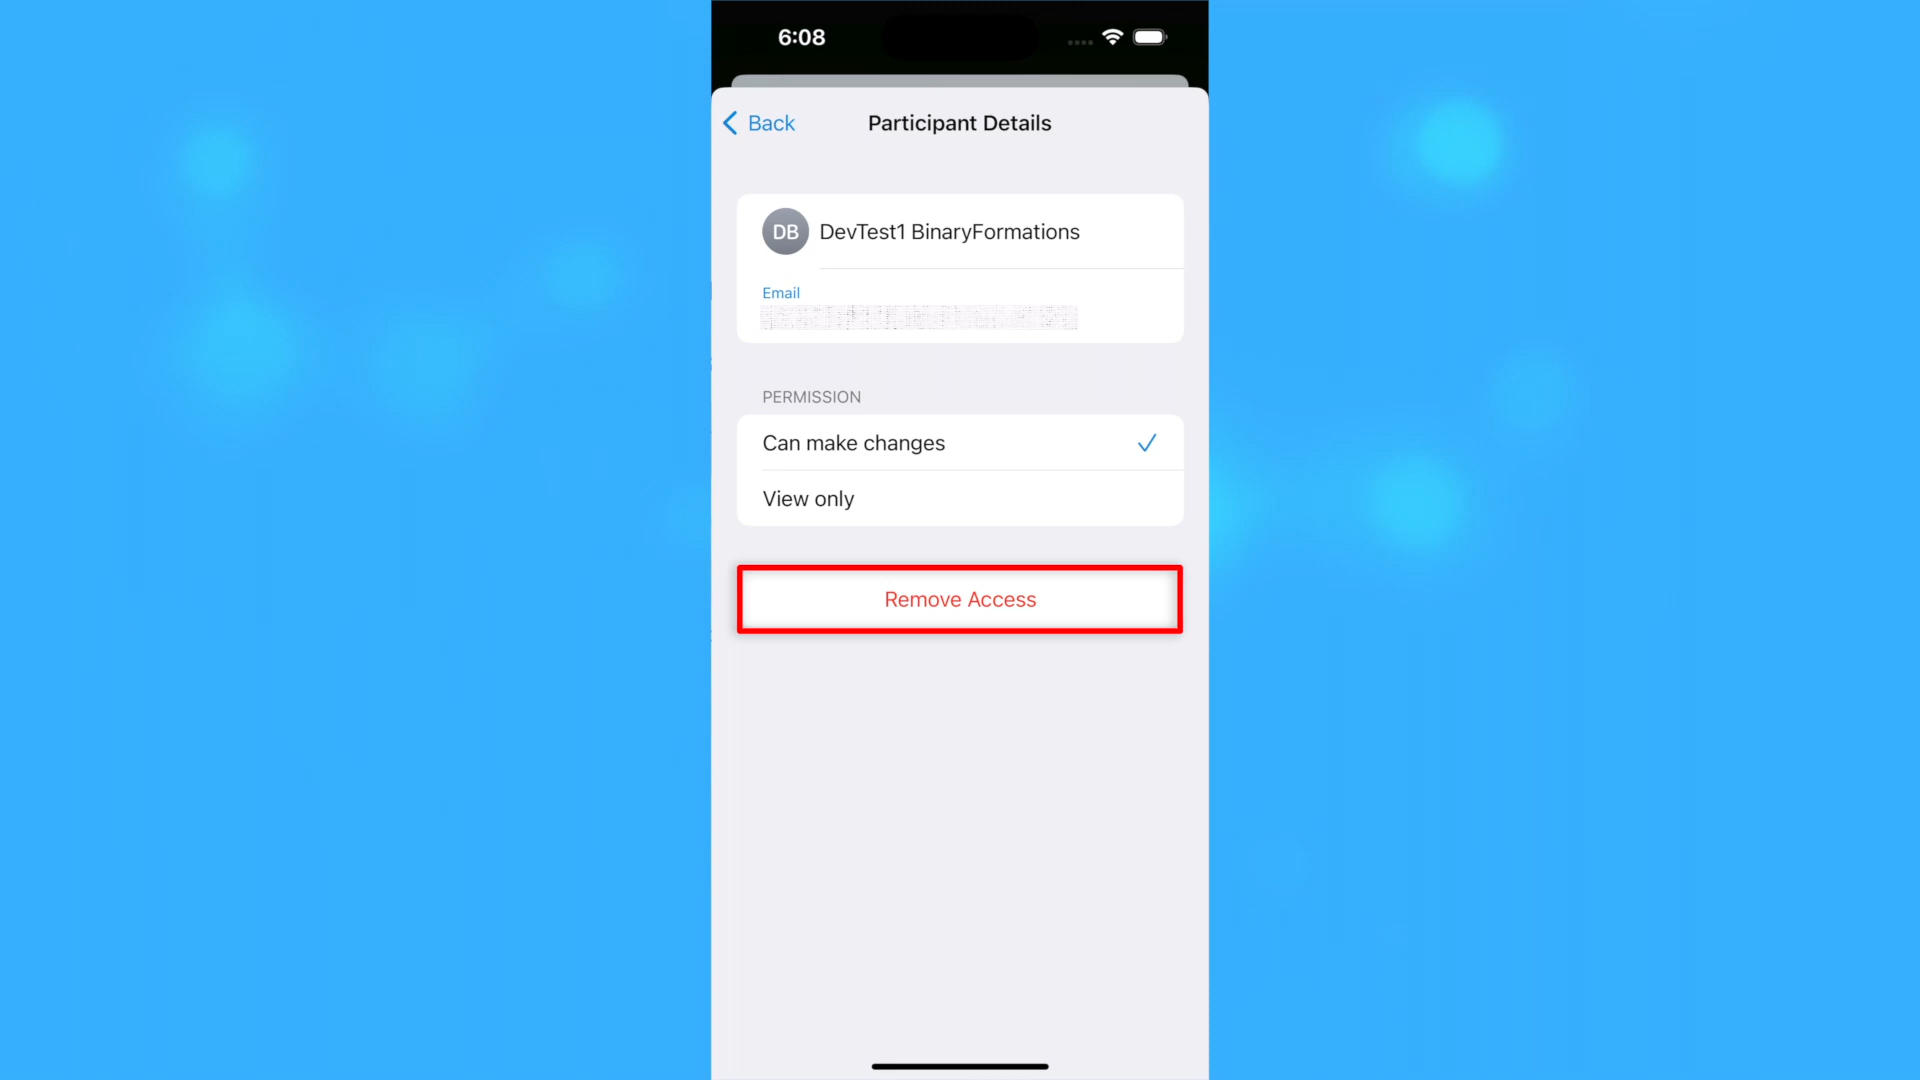 6:08
Back
Participant Details
DB
DevTest1 BinaryFormations
Email
PERMISSION
Can make changes
View only
Remove Access